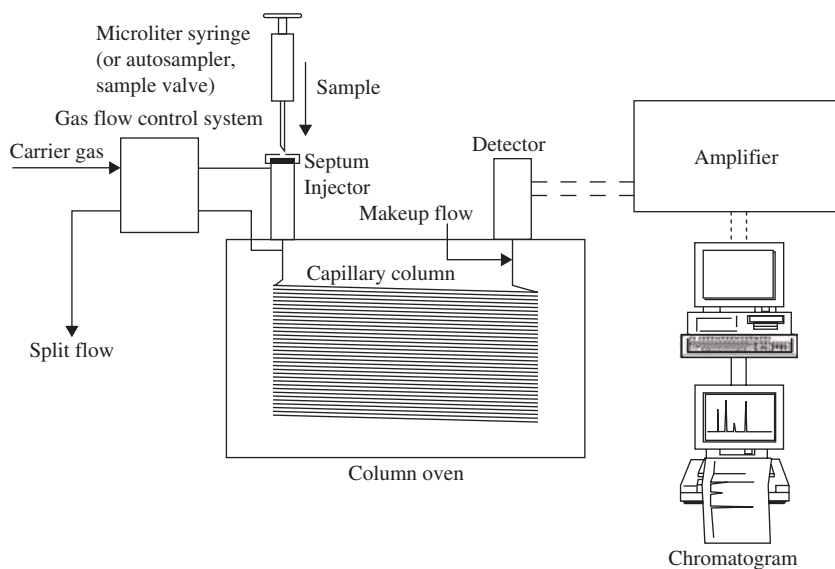 Microliter syringe
(or autosampler,
sample valve)
Sample
Gas flow control system
Carrier gas
Septum
Injector
Detector
Amplifier
Makeup flow
Capillary column
Split flow
Column oven
Chromatogram